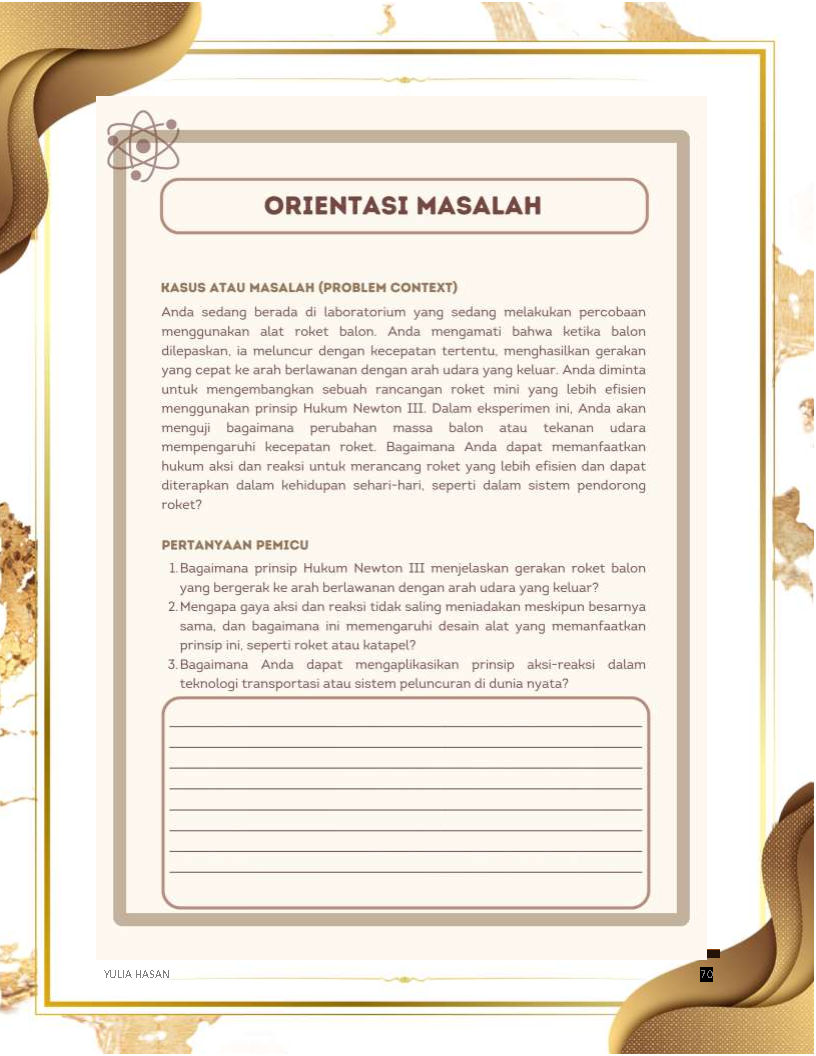 ORIENTASI MASALAH
KASUS ATAU MASALAH (PROBLEM CONTEXT)
Anda sedang berada di laboratorium yang sedang melakukan percobaan
menggunakan alat roket balon. Anda mengamati bahwa ketika balon
dilepaskan, ia meluncur dengan kecepatan tertentu, menghasilkan gerakan
yang cepat ke arah berlawanan dengan arah udara yang keluar. Anda diminta
untuk mengembangkan sebuah rancangan roket mini yang lebih efisien
menggunakan prinsip Hukum Newton III. Dalam eksperimen ini, Anda akan
menguji bagaimana perubahan massa balon atau tekanan udara
mempengaruhi kecepatan roket. Bagaimana Anda dapat memanfaatkan
hukum aksi dan reaksi untuk merancang roket yang lebih efisien dan dapat
diterapkan dalam kehidupan sehari-hari, seperti dalam sistem pendorong
roket?
PERTANYAAN PEMICU
1. Bagaimana prinsip Hukum Newton III menjelaskan gerakan roket balon
yang bergerak ke arah berlawanan dengan arah udara yang keluar?
2. Mengapa gaya aksi dan reaksi tidak saling meniadakan meskipun besarnya
sama, dan bagaimana ini memengaruhi desain alat yang memanfaatkan
prinsip ini, seperti roket atau katapel?
3. Bagaimana Anda dapat mengaplikasikan prinsip aksi-reaksi dalam
teknologi transportasi atau sistem peluncuran di dunia nyata?
YULIA HASAN
70